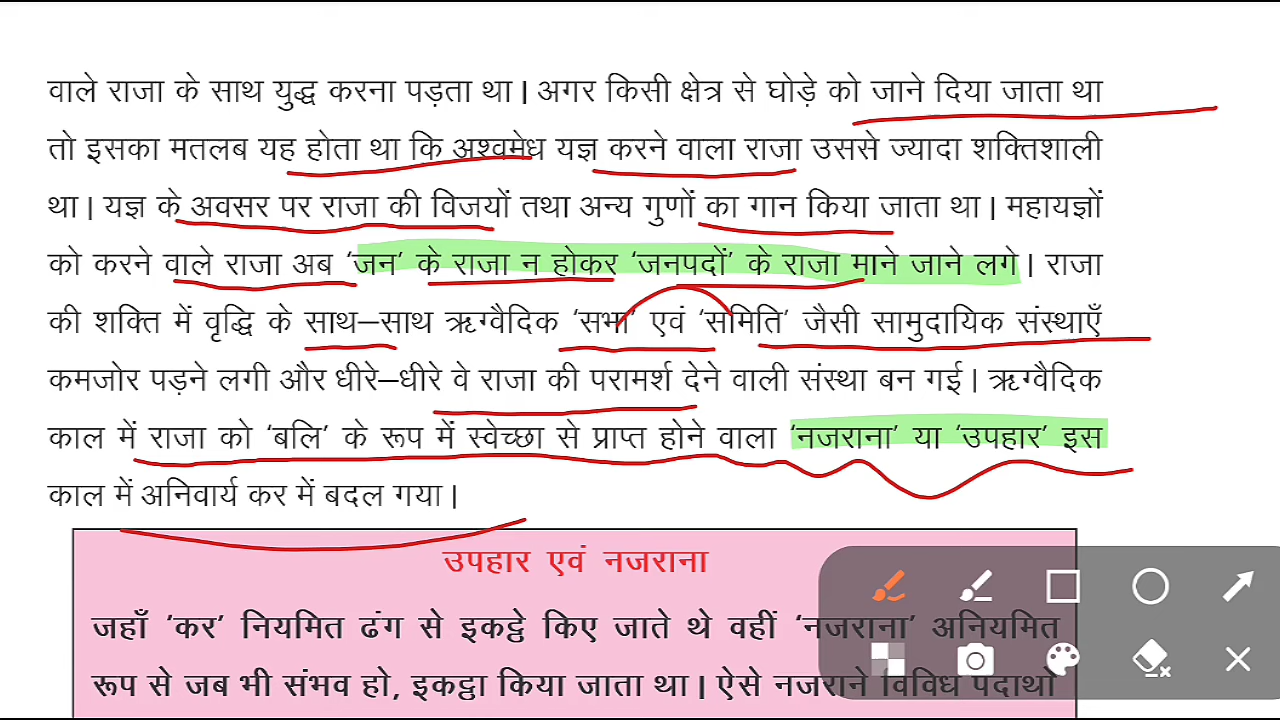 वाले राजा के साथ युद्ध करना पड़ता था। अगर किसी क्षेत्र से घोड़े को जाने दिया जाता था
तो इसका मतलब यह होता था कि अश्वमेध यज्ञ करने वाला राजा उससे ज्यादा शक्तिशाली
था। यज्ञ के अवसर पर राजा की विजयों तथा अन्य गुणों का गान किया जाता था। महायज्ञों
को करने वाले राजा अब ‘जन’ के राजा न होकर ‘जनपदों’ के राजा माने जाने लगे। राजा
की शक्ति में वृद्धि के साथ–साथ ऋग्वैदिक ‘सभा’ एवं ‘समिति’ जैसी सामुदायिक संस्थाएँ
कमजोर पड़ने लगी और धीरे–धीरे वे राजा की परामर्श देने वाली संस्था बन गई। ऋग्वैदिक
काल में राजा को ‘बलि’ के रूप में स्वेच्छा से प्राप्त होने वाला ‘नजराना’ या ‘उपहार’ इस
काल में अनिवार्य कर में बदल गया।
उपहार एवं नजराना
जहाँ ‘कर’ नियमित ढंग से इकट्ठे किए जाते थे वहीं ‘नजराना’ अनियमित
रूप से जब भी संभव हो, इकट्ठा किया जाता था। ऐसे नजराने विविध पदार्थो